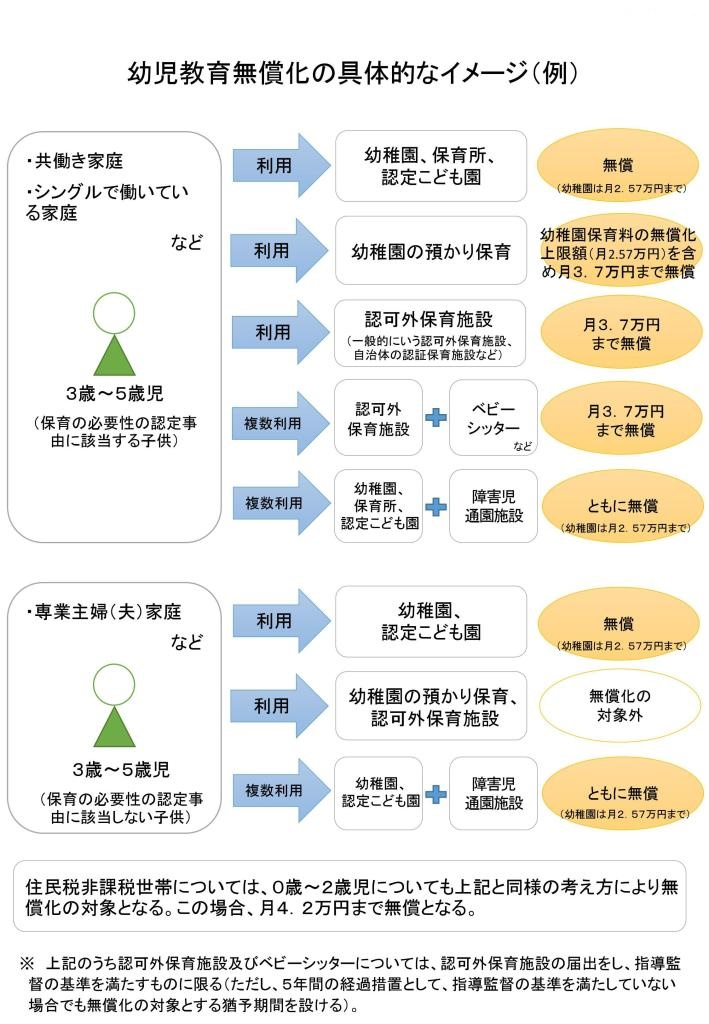 幼児教育無償化の具体的なイメージ（例）
・共働き家庭
・シングルで働いてい
る家庭
など
3歳～5歳児
（保育の必要性の認定事
由に該当する子供）
利用
幼稚園、保育所、
認定こども園
無償
（幼稚園は月2．57万円まで）
利用
幼稚園の預かり保育
幼稚園保育料の無償化
上限額（月2.57万円）を含
め月3．7万円まで無償
利用
認可外保育施設
（一般的にいう認可外保育施設、
自治体の認証保育施設など）
月3．7万円
まで無償
複数利用
認可外
保育施設
ベビー
シッター
など
月3．7万円
まで無償
複数利用
幼稚園、
保育所、
認定こども園
障害児
通園施設
ともに無償
（幼稚園は月2．57万円まで）
・専業主婦（夫）家庭
など
3歳～5歳児
（保育の必要性の認定事
由に該当しない子供）
利用
幼稚園、
認定こども園
無償
（幼稚園は月2．57万円まで）
利用
幼稚園の預かり保育、
認可外保育施設
無償化の
対象外
複数利用
幼稚園、
認定こども園
障害児
通園施設
ともに無償
（幼稚園は月2．57万円まで）
住民税非課税世帯については、0歳～2歳児についても上記と同様の考え方により無
償化の対象となる。この場合、月4．2万円まで無償となる。
※　上記のうち認可外保育施設及びベビーシッターについては、認可外保育施設の届出をし、指導監
督の基準を満たすものに限る（ただし、5年間の経過措置として、指導監督の基準を満たしていない
場合でも無償化の対象とする猶予期間を設ける）。